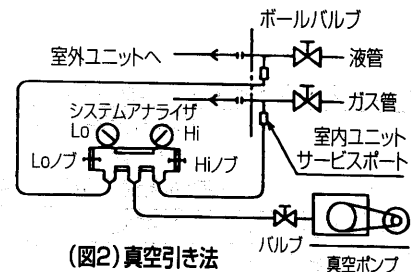 ボールバルブ
室外ユニットへ
液管
システムアナライザ
ガス管
Lo
Hi
Loノブ
Hiノブ
室内ユニット
サービスポート
バルブ
真空ポンプ
(図2)真空引き法